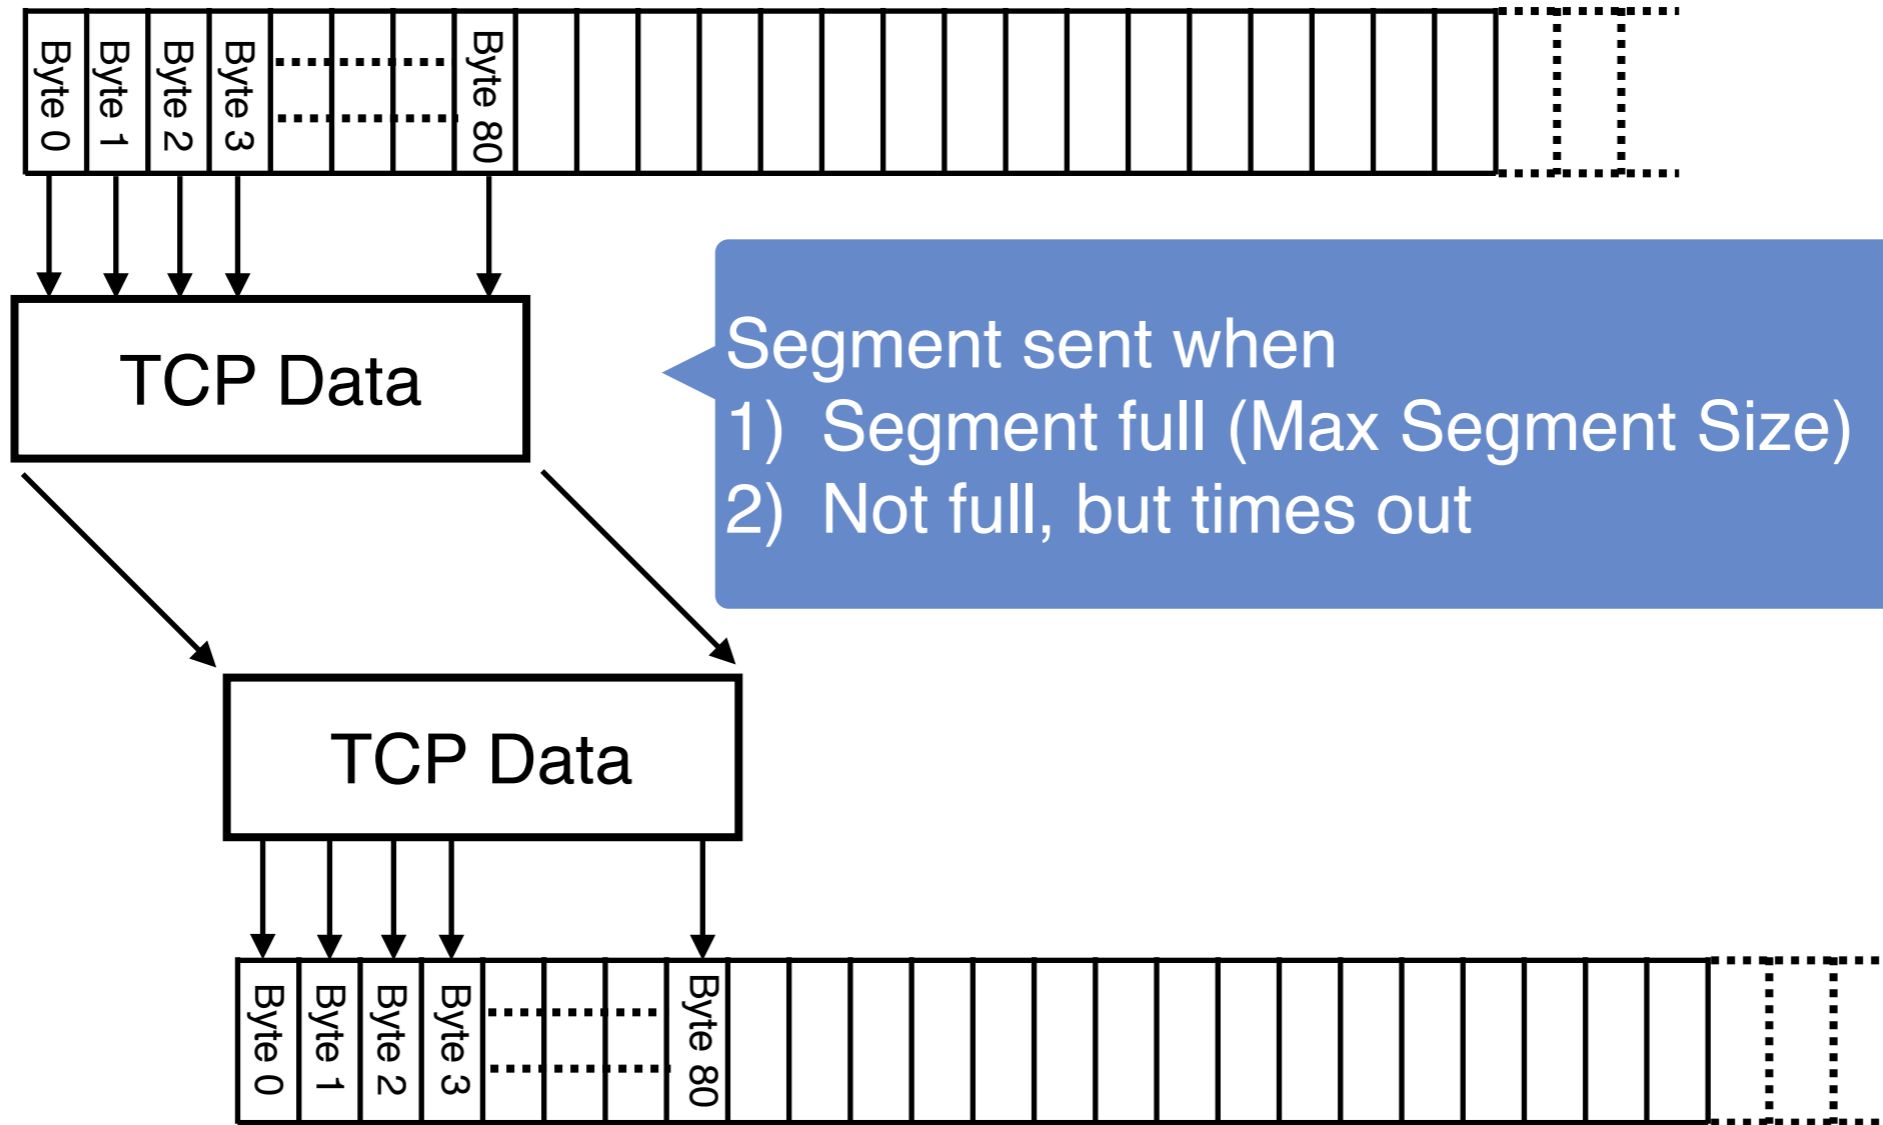 Byte 0
Byte 1
Byte 2
Byte 3
Byte 80
TCP Data
Segment sent when
1) Segment full (Max Segment Size)
2) Not full, but times out
TCP Data
Byte 0
Byte 1
Byte 2
Byte 3
Byte 80